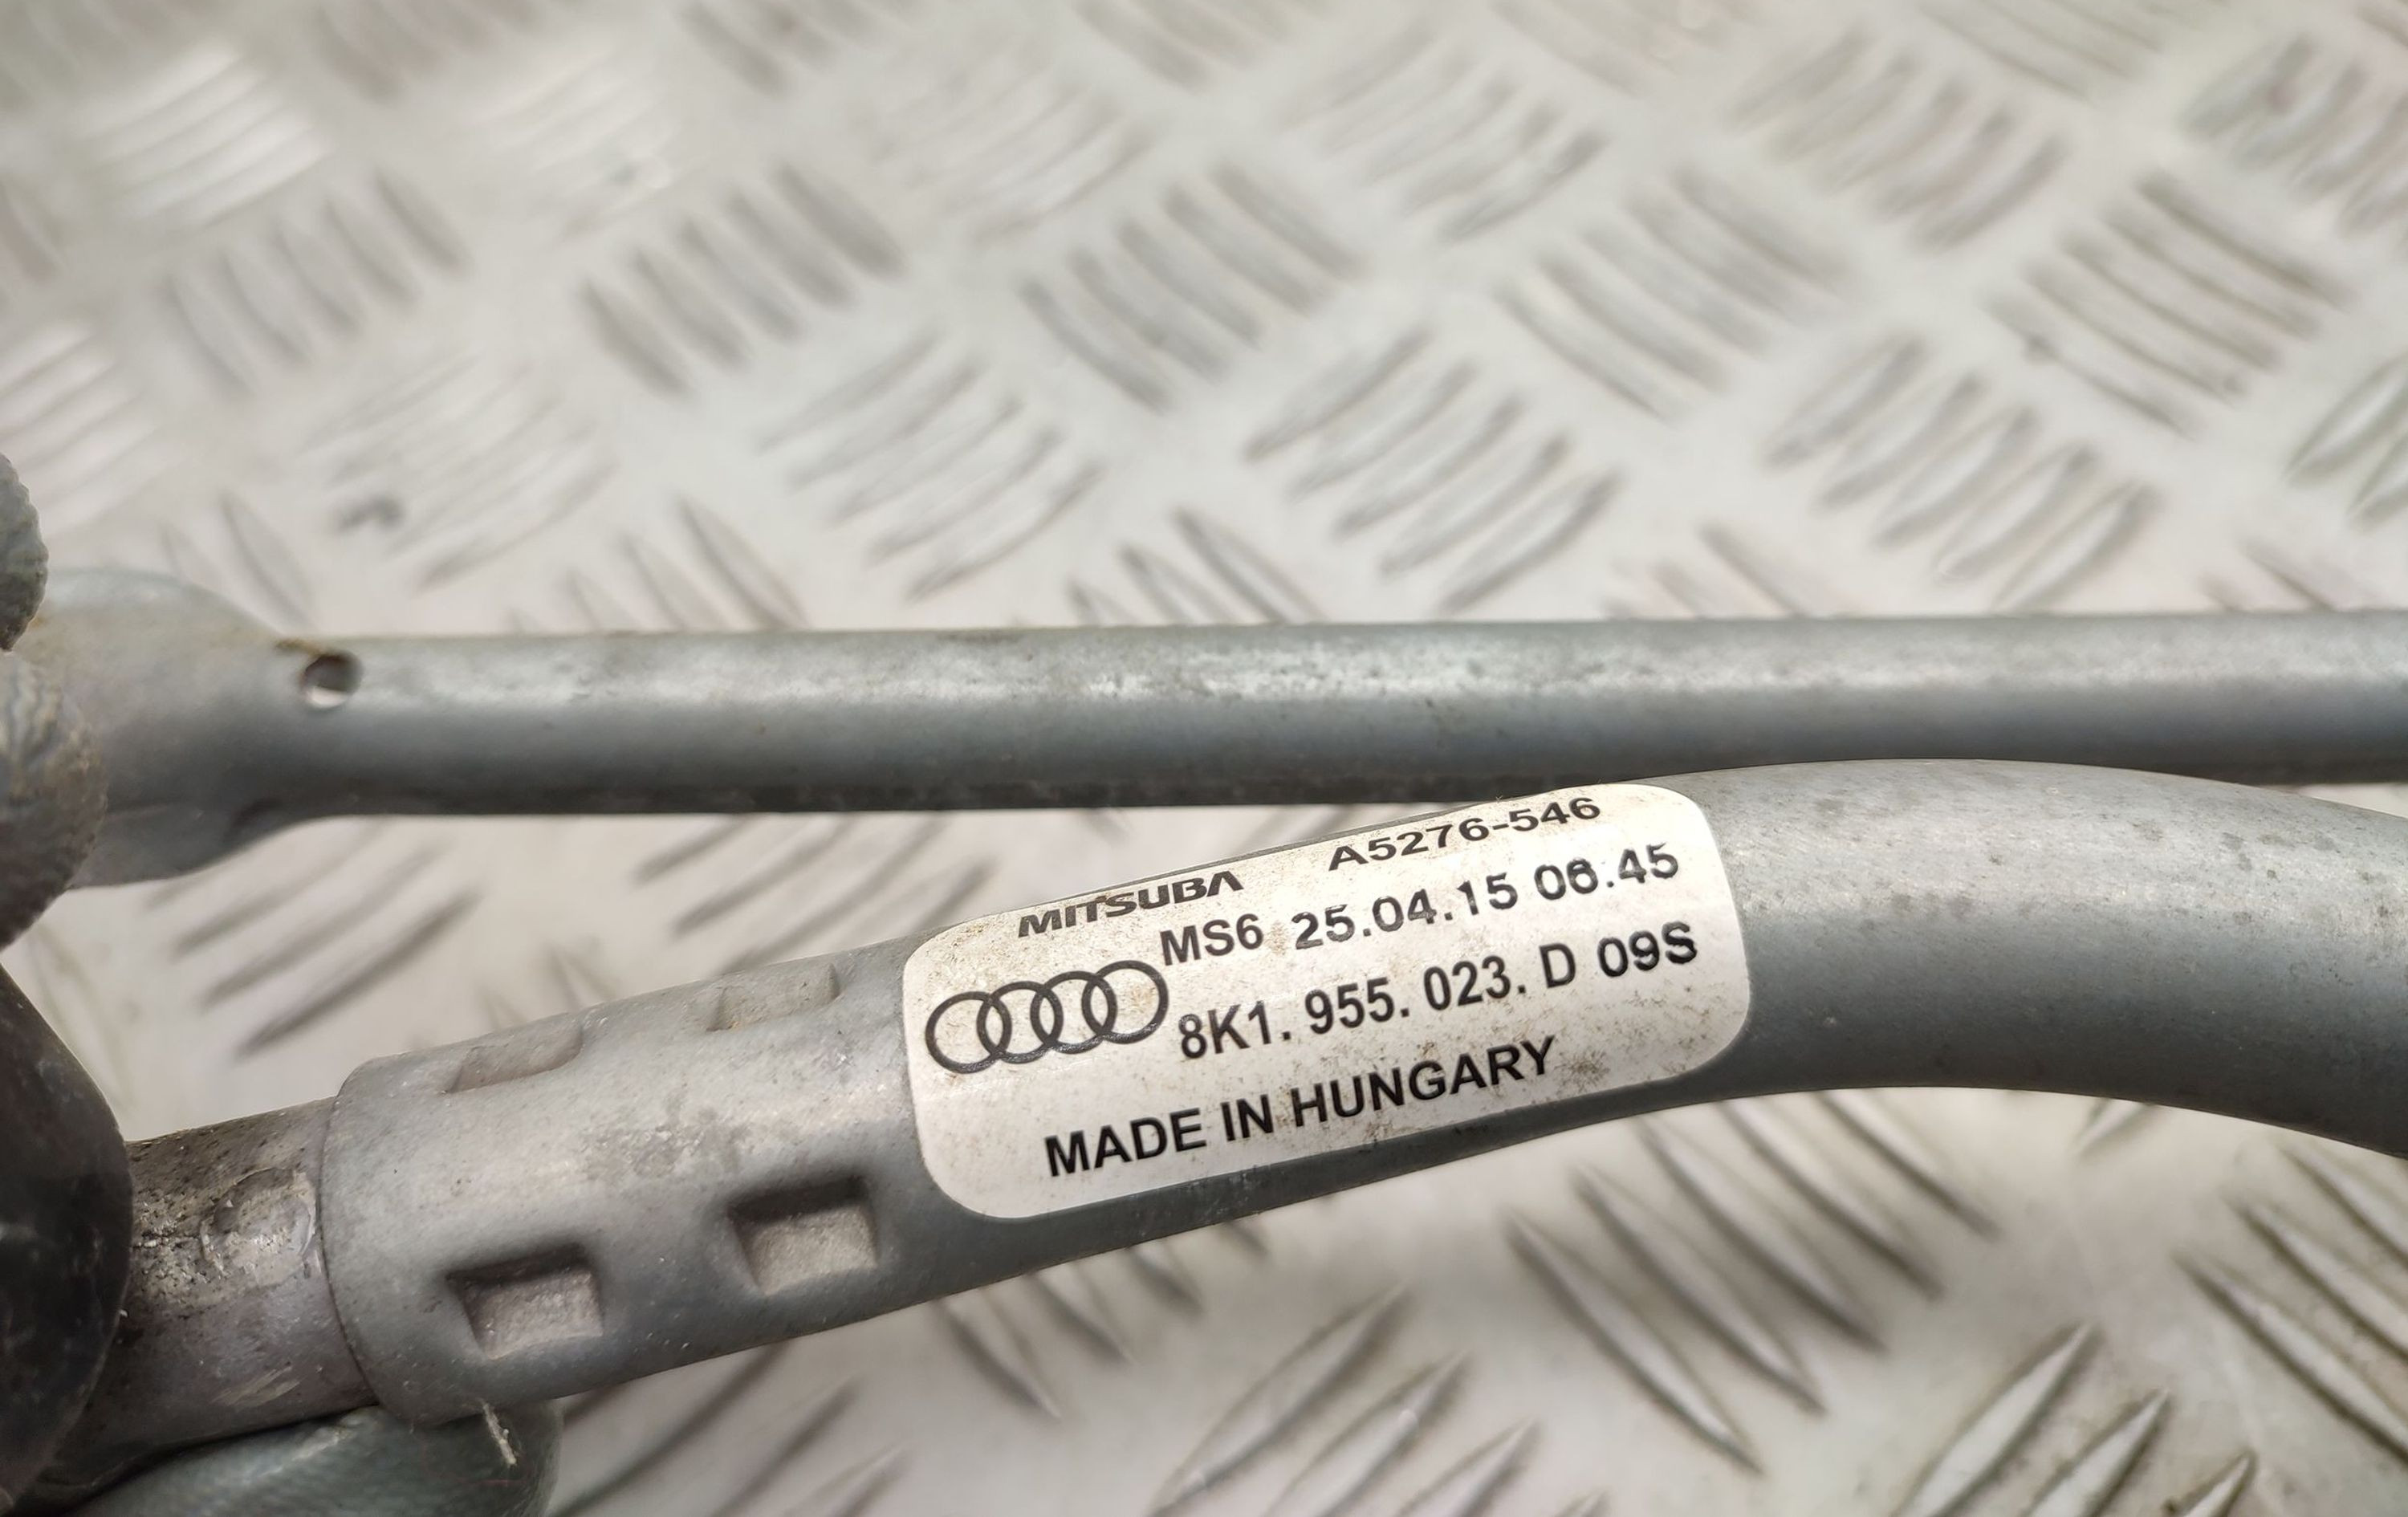 MITSUBA A5276-546
MS6 25.04.15 06:45
8K1. 955. 023. D 09S
MADE IN HUNGARY